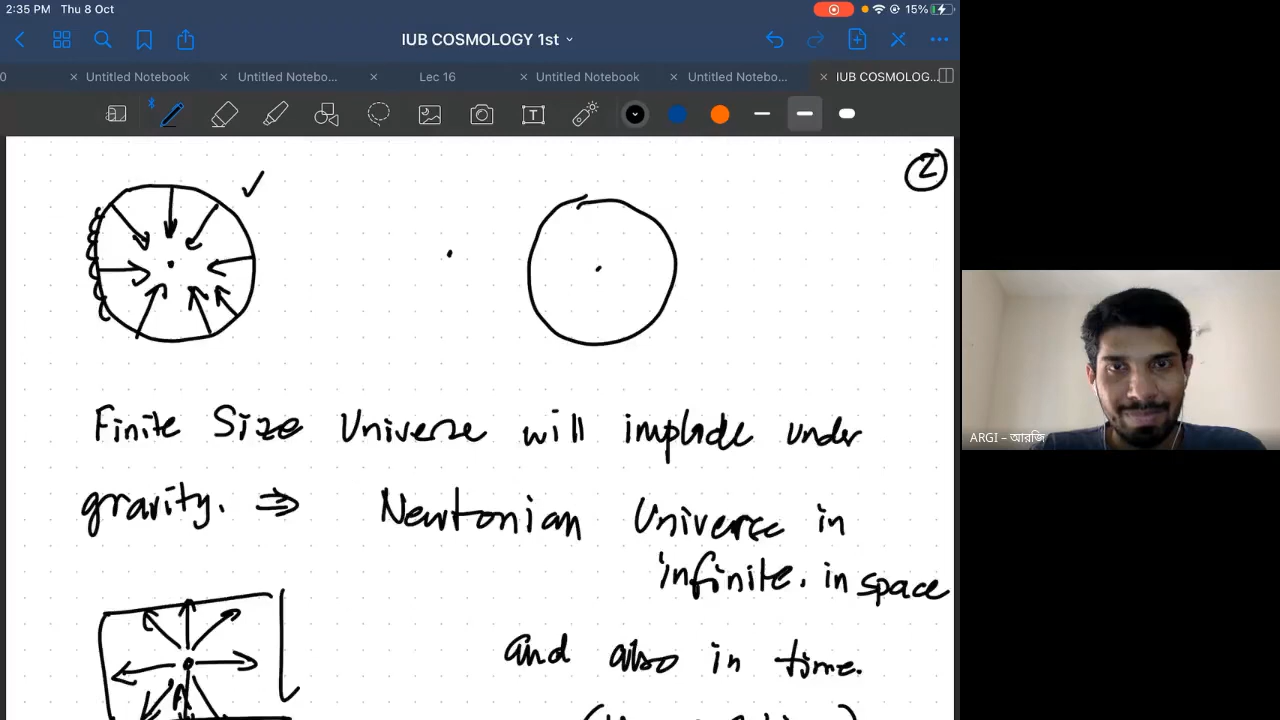 2:35 PM Thu 8 Oct
15%
IUB COSMOLOGY 1st
0
Untitled Notebook
Untitled Notebo...
Lec 16
Untitled Notebook
Untitled Notebo...
IUB COSMOLOG...
T
2
Finite Size Universe will implode under
gravity. ⇒ Newtonian Universe in
infinite. in space
and also in time.
ARGI – আরজি